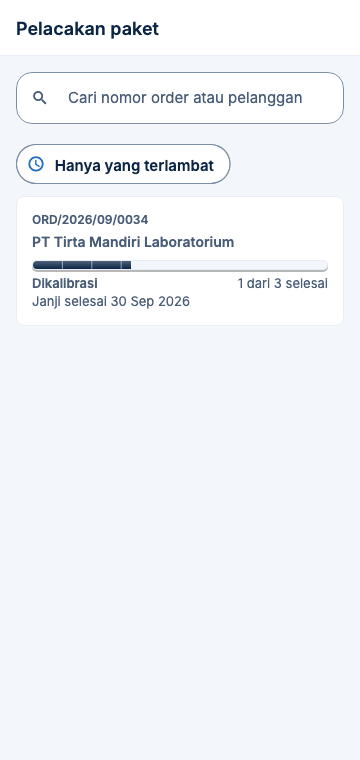 Pelacakan paket
Cari nomor order atau pelanggan
Hanya yang terlambat
ORD/2026/09/0034
PT Tirta Mandiri Laboratorium
Dikalibrasi
1 dari 3 selesai
Janji selesai 30 Sep 2026